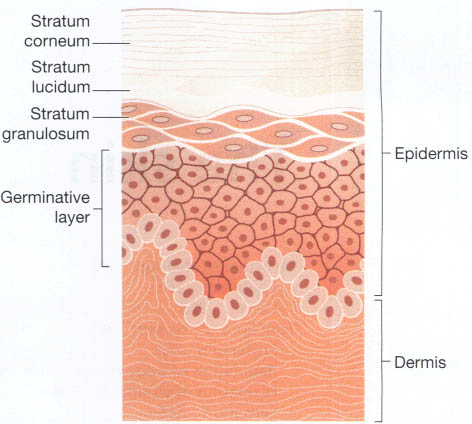 Stratum
corneum
Stratum
lucidum
Stratum
granulosum
Germinative
layer
Epidermis
Dermis